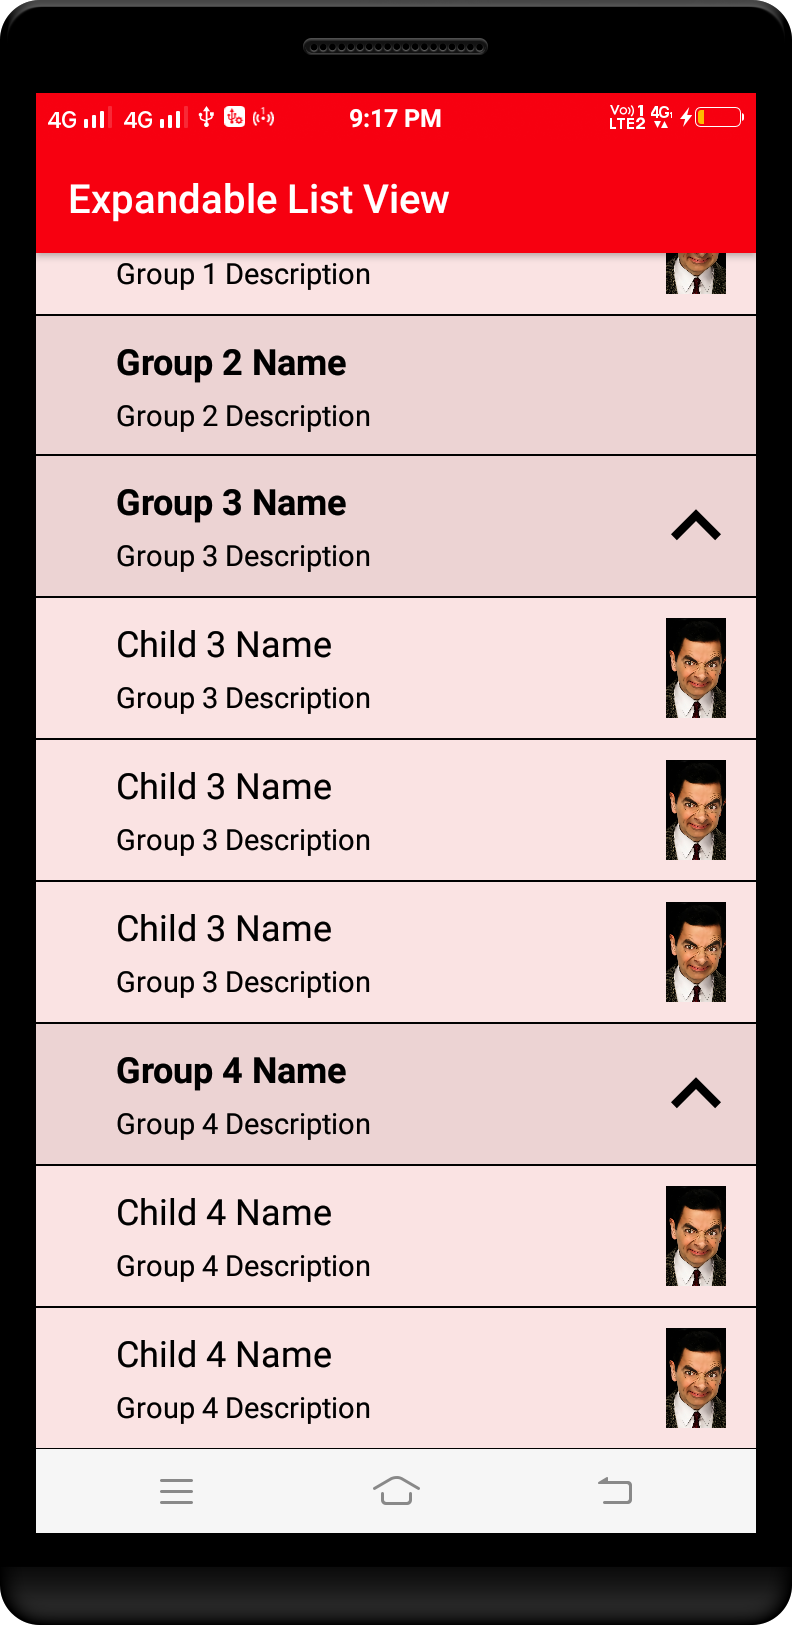 4G 4G 9:17 PM Vo) 1 4G
LTE2
Expandable List View
Group 1 Description
Group 2 Name
Group 2 Description
Group 3 Name
Group 3 Description
Child 3 Name
Group 3 Description
Child 3 Name
Group 3 Description
Child 3 Name
Group 3 Description
Group 4 Name
Group 4 Description
Child 4 Name
Group 4 Description
Child 4 Name
Group 4 Description